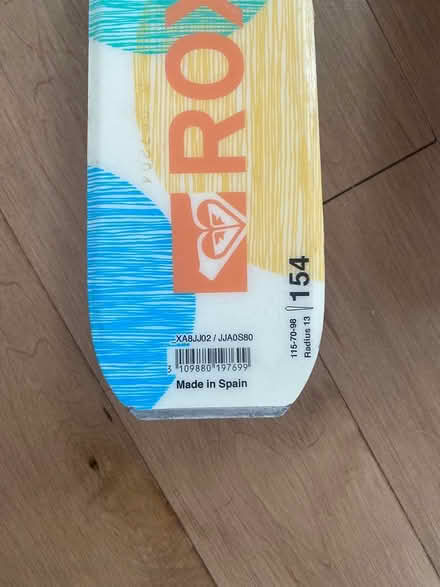 ROX
154
115-70-98
Radius 13
XA8JJ02 / JJA0S80
3 109880 197699
Made in Spain